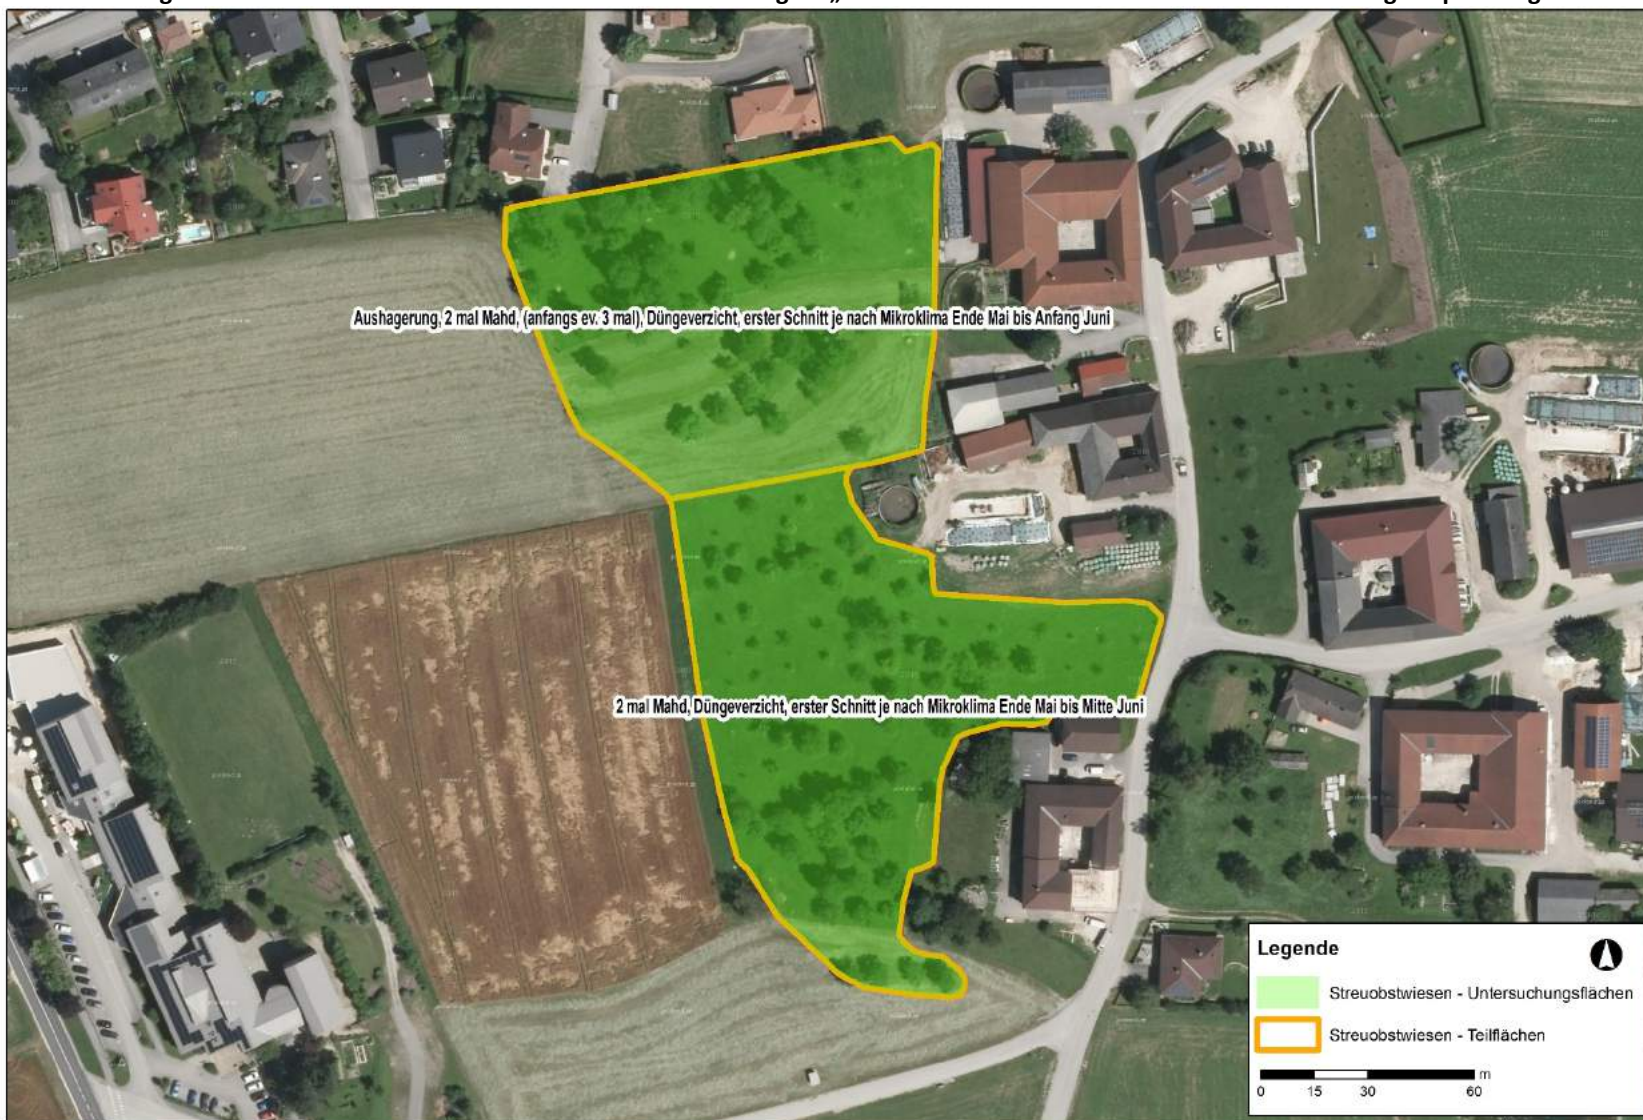 Aushagerung, 2 mal Mahd, (anfangs ev. 3 mal), Düngeverzicht, erster Schnitt je nach Mikroklima Ende Mai bis Anfang Juni
2 mal Mahd, Düngeverzicht, erster Schnitt je nach Mikroklima Ende Mai bis Mitte Juni
Legende
Streuobstwiesen - Untersuchungsflächen
Streuobstwiesen - Teilflächen
m
0 15 30 60